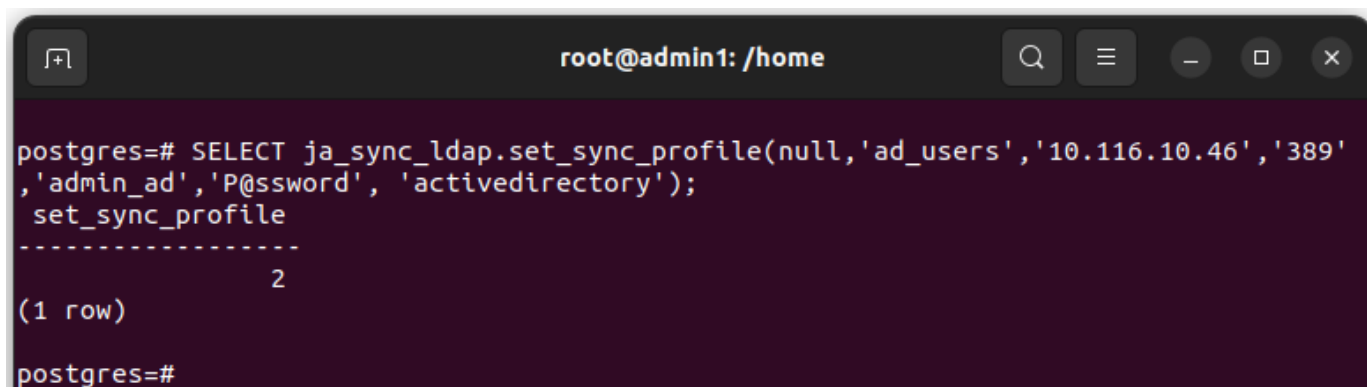 root@admin1: /home
postgres=# SELECT ja_sync_ldap.set_sync_profile(null,'ad_users','10.116.10.46','389'
,'admin_ad','P@ssword', 'activedirectory');
 set_sync_profile
------------------
                2
(1 row)
postgres=#